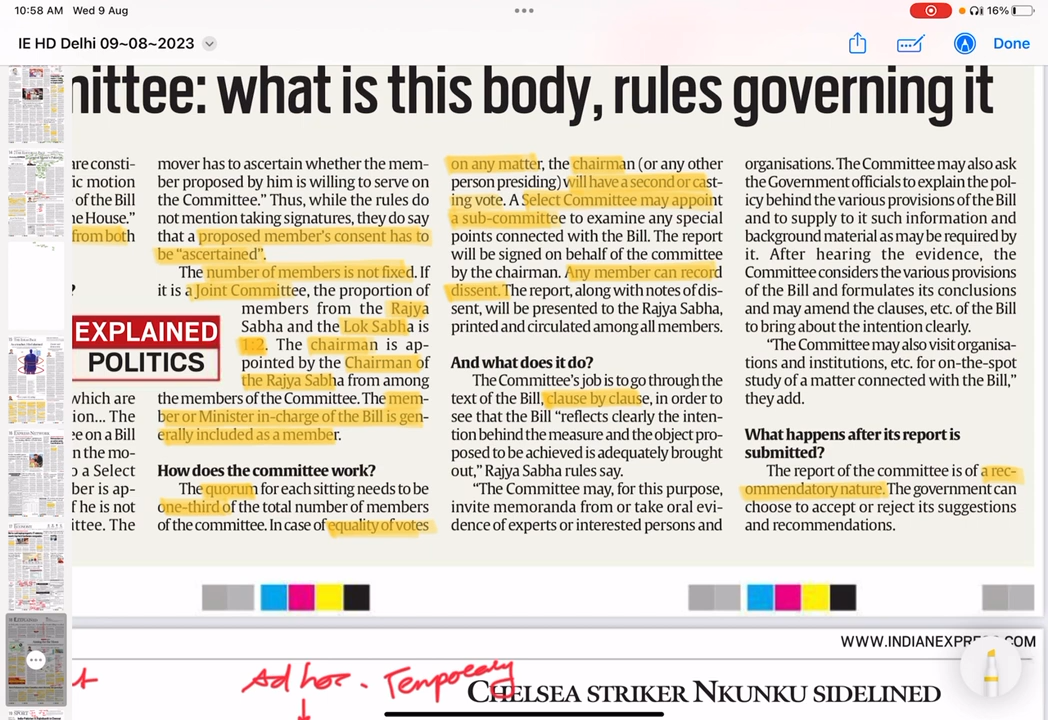 10:58 AM Wed 9 Aug
16%
IE HD Delhi 09~08~2023
Done
mittee: what is this body, rules governing it
are consti-
ic motion
of the Bill
he House."
from both
?
EXPLAINED
POLITICS
which are
ion... The
ee on a Bill
n the mo-
o a Select
ber is ap-
f he is not
ittee. The
mover has to ascertain whether the mem-
ber proposed by him is willing to serve on
the Committee." Thus, while the rules do
not mention taking signatures, they do say
that a proposed member's consent has to
be "ascertained".
The number of members is not fixed. If
it is a Joint Committee, the proportion of
members from the Rajya
Sabha and the Lok Sabha is
1:2. The chairman is ap-
pointed by the Chairman of
the Rajya Sabha from among
the members of the Committee. The mem-
ber or Minister in-charge of the Bill is gen-
erally included as a member.
How does the committee work?
The quorum for each sitting needs to be
one-third of the total number of members
of the committee. In case of equality of votes
on any matter, the chairman (or any other
person presiding) will have a second or cast-
ing vote. A Select Committee may appoint
a sub-committee to examine any special
points connected with the Bill. The report
will be signed on behalf of the committee
by the chairman. Any member can record
dissent. The report, along with notes of dis-
sent, will be presented to the Rajya Sabha,
printed and circulated among all members.
And what does it do?
The Committee's job is to go through the
text of the Bill, clause by clause, in order to
see that the Bill "reflects clearly the inten-
tion behind the measure and the object pro-
posed to be achieved is adequately brought
out," Rajya Sabha rules say.
"The Committee may, for this purpose,
invite memoranda from or take oral evi-
dence of experts or interested persons and
organisations. The Committee may also ask
the Government officials to explain the pol-
icy behind the various provisions of the Bill
and to supply to it such information and
background material as may be required by
it. After hearing the evidence, the
Committee considers the various provisions
of the Bill and formulates its conclusions
and may amend the clauses, etc. of the Bill
to bring about the intention clearly.
"The Committee may also visit organisa-
tions and institutions, etc. for on-the-spot
study of a matter connected with the Bill,"
they add.
What happens after its report is
submitted?
The report of the committee is of a rec-
ommendatory nature. The government can
choose to accept or reject its suggestions
and recommendations.
WWW.INDIANEXPRESS.COM
Ad hoc. Temporary
CHELSEA STRIKER NKUNKU SIDELINED